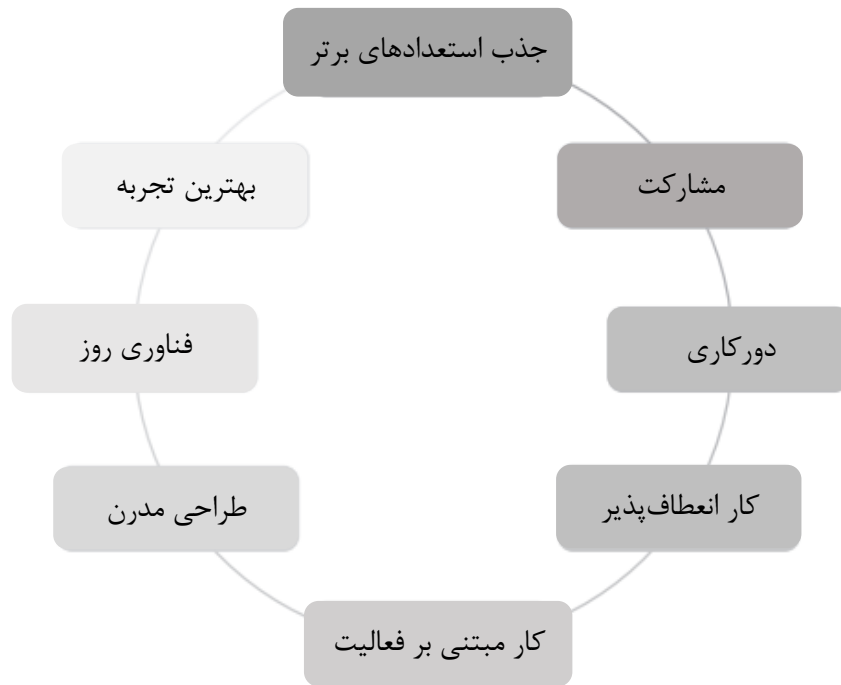 جذب استعدادهای برتر
مشارکت
دورکاری
کار انعطاف‌پذیر
کار مبتنی بر فعالیت
طراحی مدرن
فناوری روز
بهترین تجربه